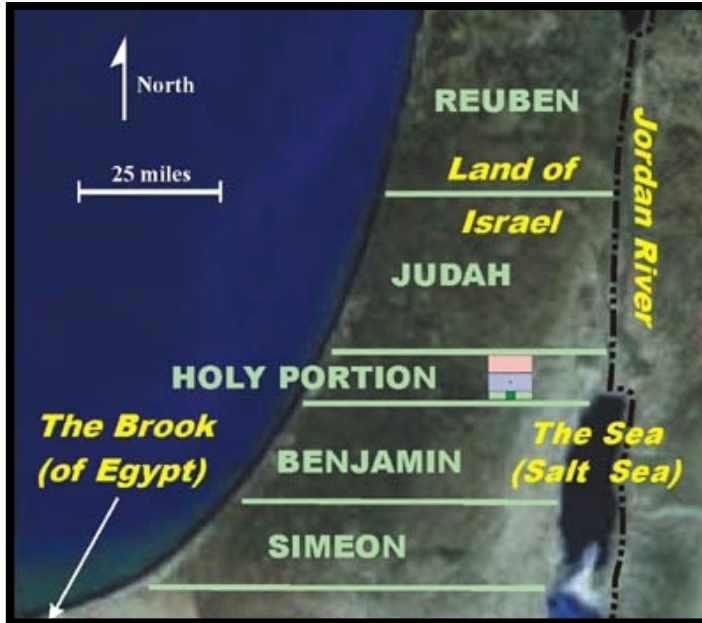 North
25 miles
REUBEN
Land of
Israel
Jordan River
JUDAH
HOLY PORTION
The Brook
(of Egypt)
The Sea
(Salt Sea)
BENJAMIN
SIMEON